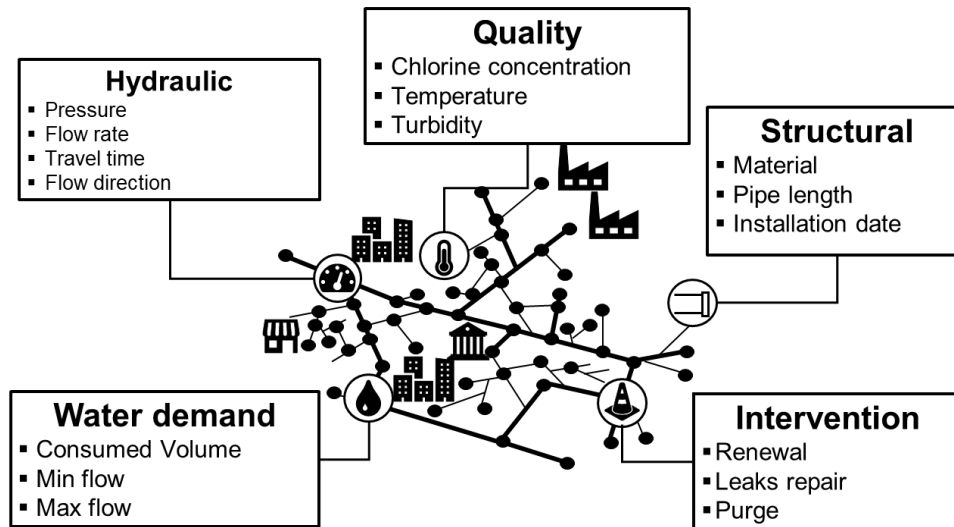 Quality
▪ Chlorine concentration
▪ Temperature
▪ Turbidity
Hydraulic
▪ Pressure
▪ Flow rate
▪ Travel time
▪ Flow direction
Structural
▪ Material
▪ Pipe length
▪ Installation date
Water demand
▪ Consumed Volume
▪ Min flow
▪ Max flow
Intervention
▪ Renewal
▪ Leaks repair
▪ Purge